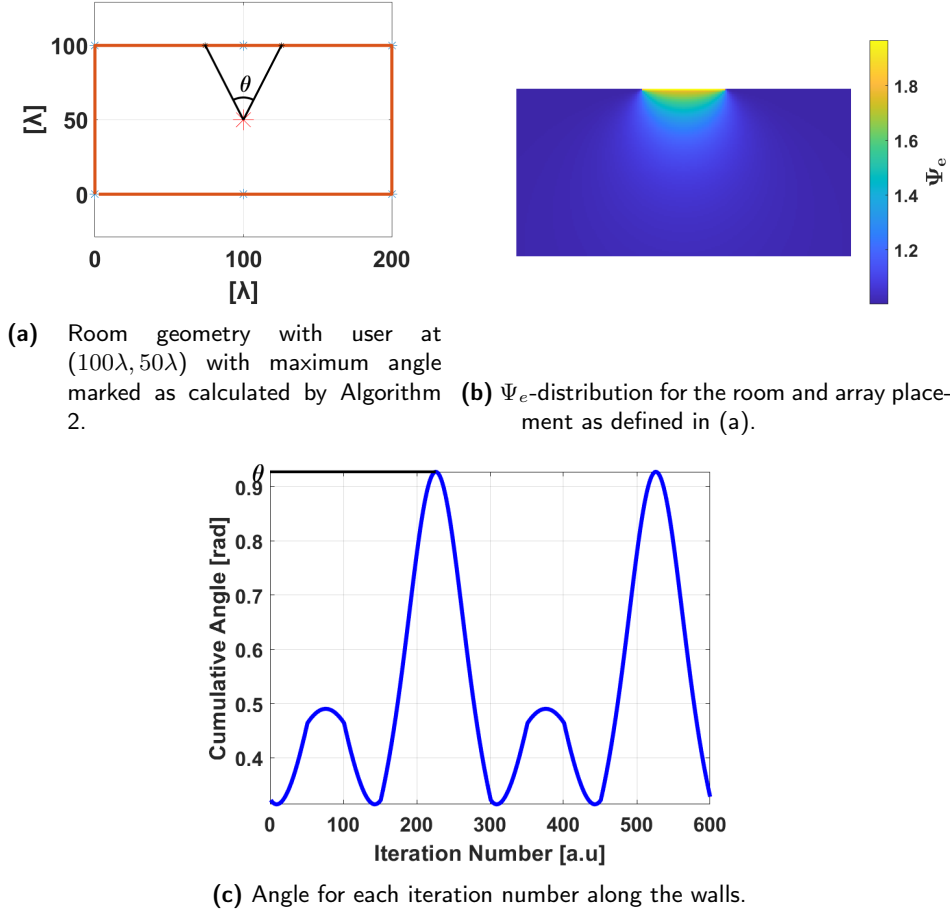 100
50
0
[λ]
θ
0
100
200
[λ]
1.8
1.6
1.4
1.2
Ψe
(a) Room geometry with user at
(100λ, 50λ) with maximum angle
marked as calculated by Algorithm
2.
(b) Ψe-distribution for the room and array place-
ment as defined in (a).
θ
0.9
0.8
0.7
0.6
0.5
0.4
Cumulative Angle [rad]
0 100 200 300 400 500 600
Iteration Number [a.u]
(c) Angle for each iteration number along the walls.